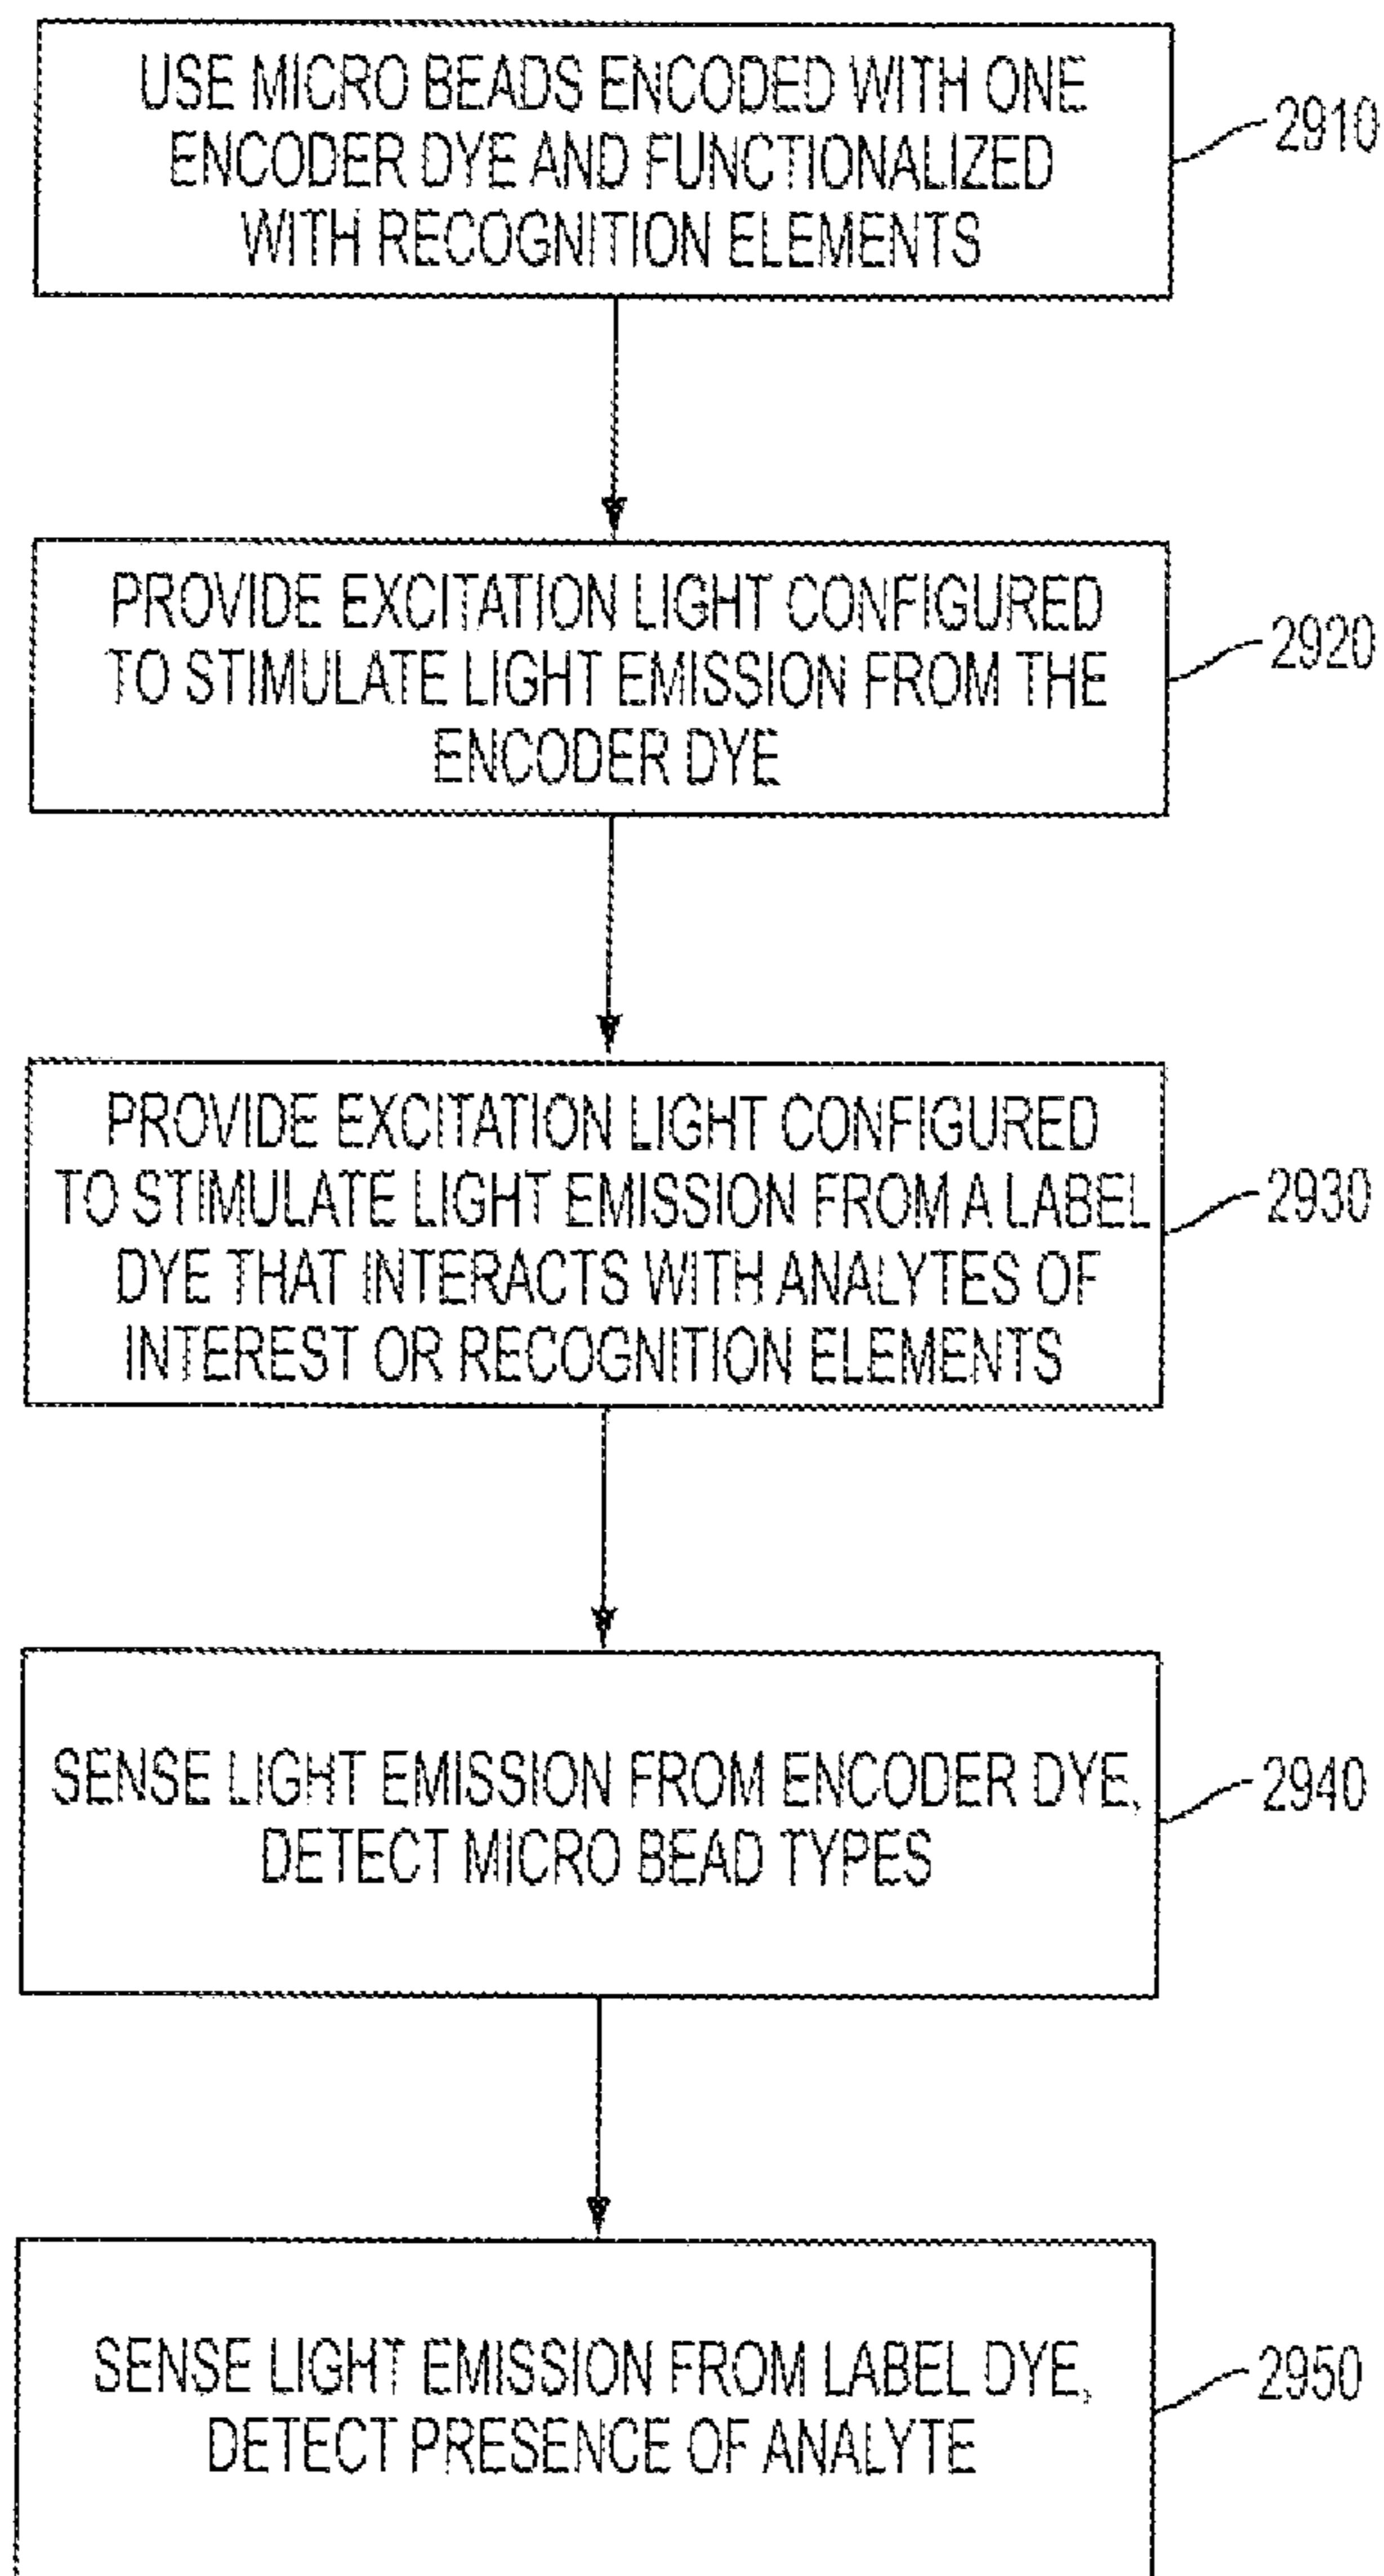 USE MICRO BEADS ENCODED WITH ONE
ENCODER DYE AND FUNCTIONALIZED
WITH RECOGNITION ELEMENTS
2910
PROVIDE EXCITATION LIGHT CONFIGURED
TO STIMULATE LIGHT EMISSION FROM THE
ENCODER DYE
2920
PROVIDE EXCITATION LIGHT CONFIGURED
TO STIMULATE LIGHT EMISSION FROM A LABEL
DYE THAT INTERACTS WITH ANALYTES OF
INTEREST OR RECOGNITION ELEMENTS
2930
SENSE LIGHT EMISSION FROM ENCODER DYE,
DETECT MICRO BEAD TYPES
2940
SENSE LIGHT EMISSION FROM LABEL DYE,
DETECT PRESENCE OF ANALYTE
2950